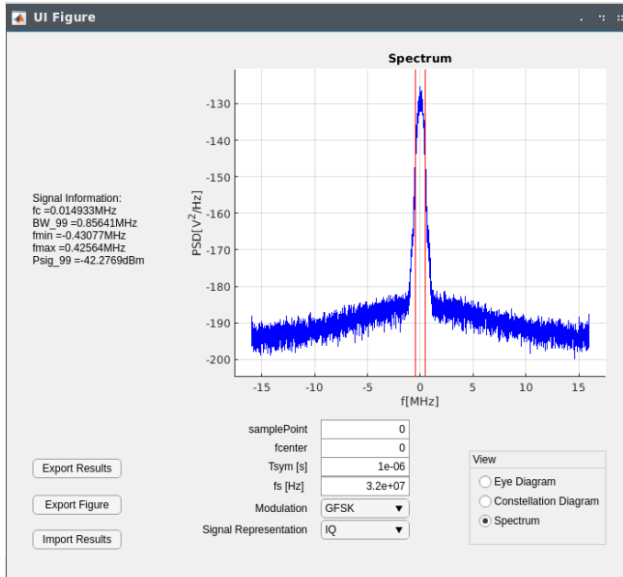 UI Figure
Spectrum
-130
-140
-150
-160
-170
-180
-190
-200
PSD[V^2/Hz]
-15
-10
-5
0
5
10
15
f[MHz]
Signal Information:
fc =0.014933MHz
BW_99 =0.85641MHz
fmin =-0.43077MHz
fmax =0.42564MHz
Psig_99 =-42.2769dBm
samplePoint 0
fcenter 0
Tsym [s] 1e-06
fs [Hz] 3.2e+07
Modulation GFSK
Signal Representation IQ
Export Results
Export Figure
Import Results
View
Eye Diagram
Constellation Diagram
Spectrum